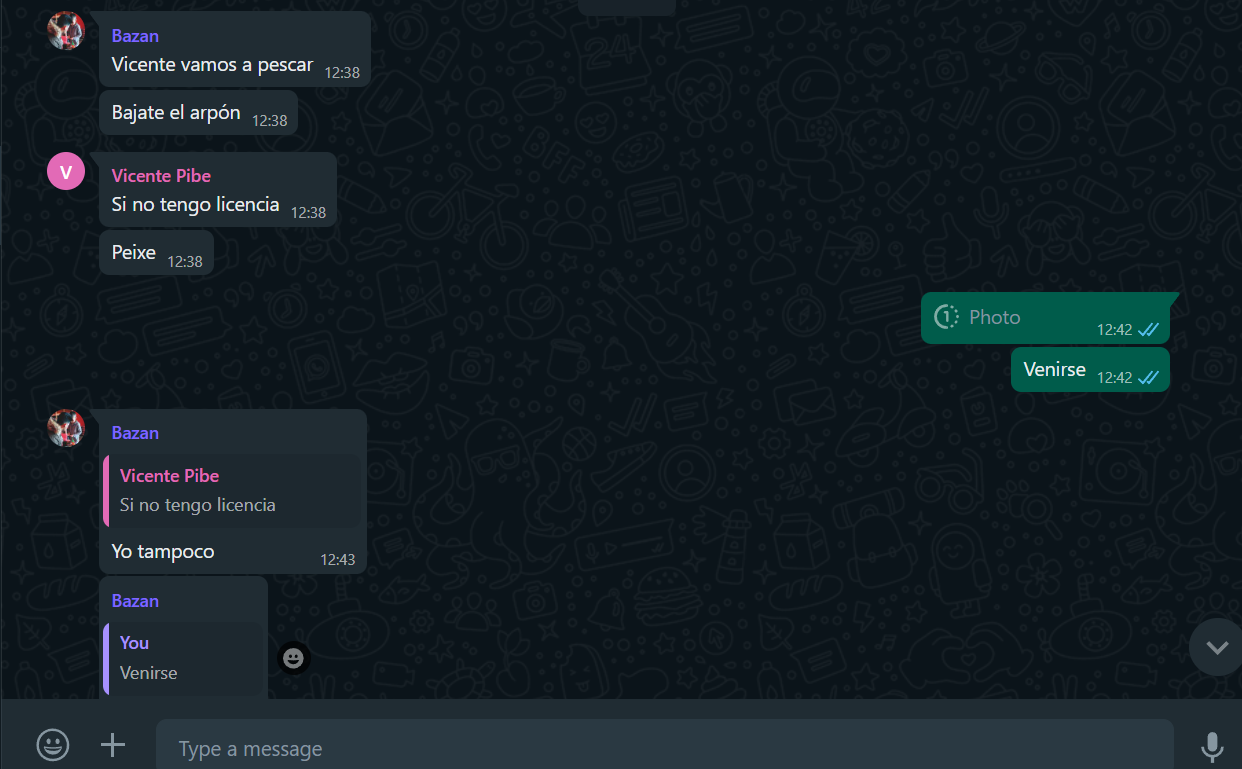 Bazan
Vicente vamos a pescar 12:38
Bajate el arpón 12:38
V
Vicente Pibe
Si no tengo licencia 12:38
Peixe 12:38
1 Photo 12:42
Venirse 12:42
Bazan
Vicente Pibe
Si no tengo licencia
Yo tampoco 12:43
Bazan
You
Venirse
Type a message